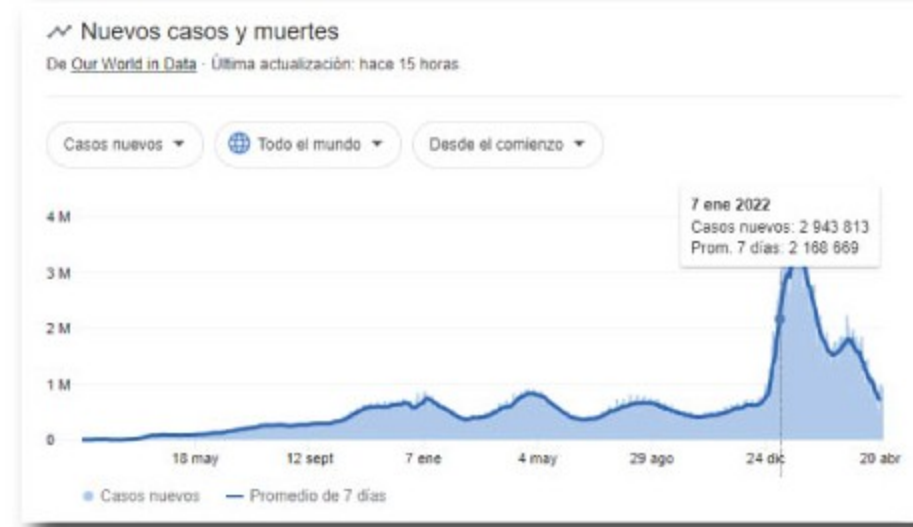 Nuevos casos y muertes
De Our World in Data · Última actualización: hace 15 horas
Casos nuevos Todo el mundo Desde el comienzo
7 ene 2022
Casos nuevos: 2 943 813
Prom. 7 días: 2 168 669
4 M
3 M
2 M
1 M
0
18 may 12 sept 7 ene 4 may 29 ago 24 dic 20 abr
Casos nuevos Promedio de 7 días